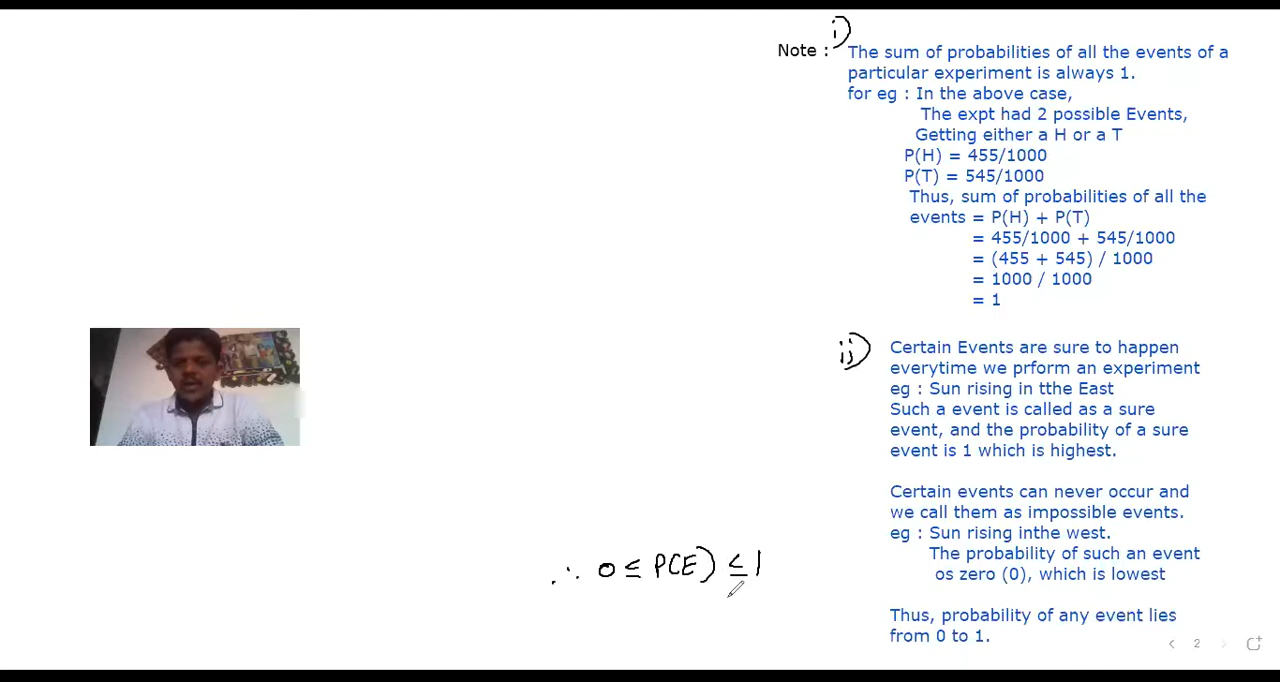 i)
Note : The sum of probabilities of all the events of a
particular experiment is always 1.
for eg : In the above case,
The expt had 2 possible Events,
Getting either a H or a T
P(H) = 455/1000
P(T) = 545/1000
Thus, sum of probabilities of all the
events = P(H) + P(T)
= 455/1000 + 545/1000
= (455 + 545) / 1000
= 1000 / 1000
= 1
ii) Certain Events are sure to happen
everytime we prform an experiment
eg : Sun rising in tthe East
Such a event is called as a sure
event, and the probability of a sure
event is 1 which is highest.
Certain events can never occur and
we call them as impossible events.
eg : Sun rising inthe west.
The probability of such an event
os zero (0), which is lowest
∴ 0 ≤ P(E) ≤ 1
Thus, probability of any event lies
from 0 to 1.
< 2 >